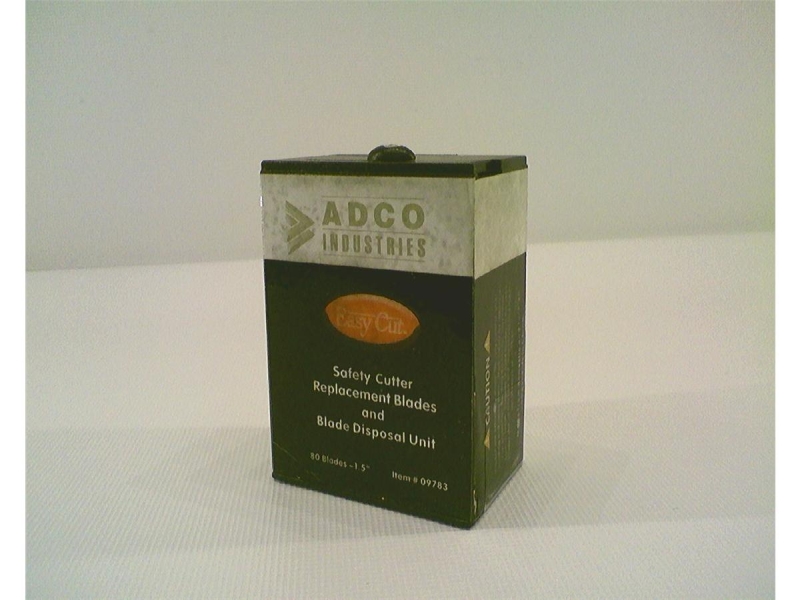 ADCO
INDUSTRIES
Easy Cut.
Safety Cutter
Replacement Blades
and
Blade Disposal Unit
80 Blades - 1.5"
Item # 09783
CAUTION